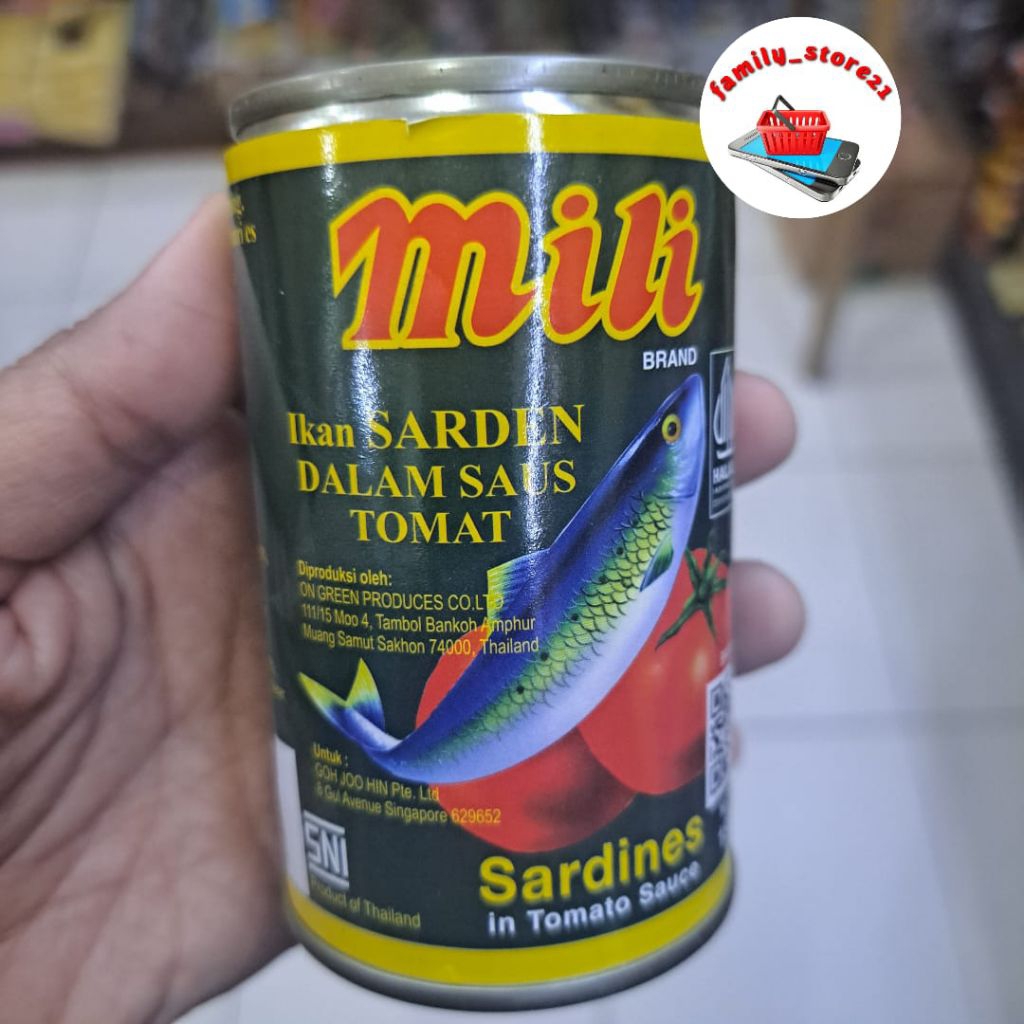 family_store21
mili
BRAND
Ikan SARDEN
DALAM SAUS
TOMAT
Diproduksi oleh:
ON GREEN PRODUCES CO.LTD
111/15 Moo 4, Tambol Bankoh Amphur
Muang Samut Sakhon 74000, Thailand
Untuk :
GOH JOO HIN Pte. Ltd
6 Gul Avenue Singapore 629652
SNI
Product of Thailand
Sardines
in Tomato Sauce